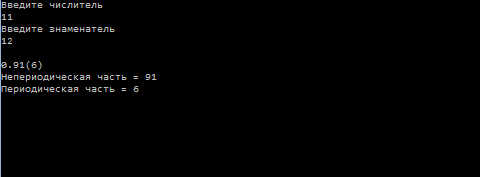 Введите числитель
11
Введите знаменатель
12
0.91(6)
Непериодическая часть = 91
Периодическая часть = 6